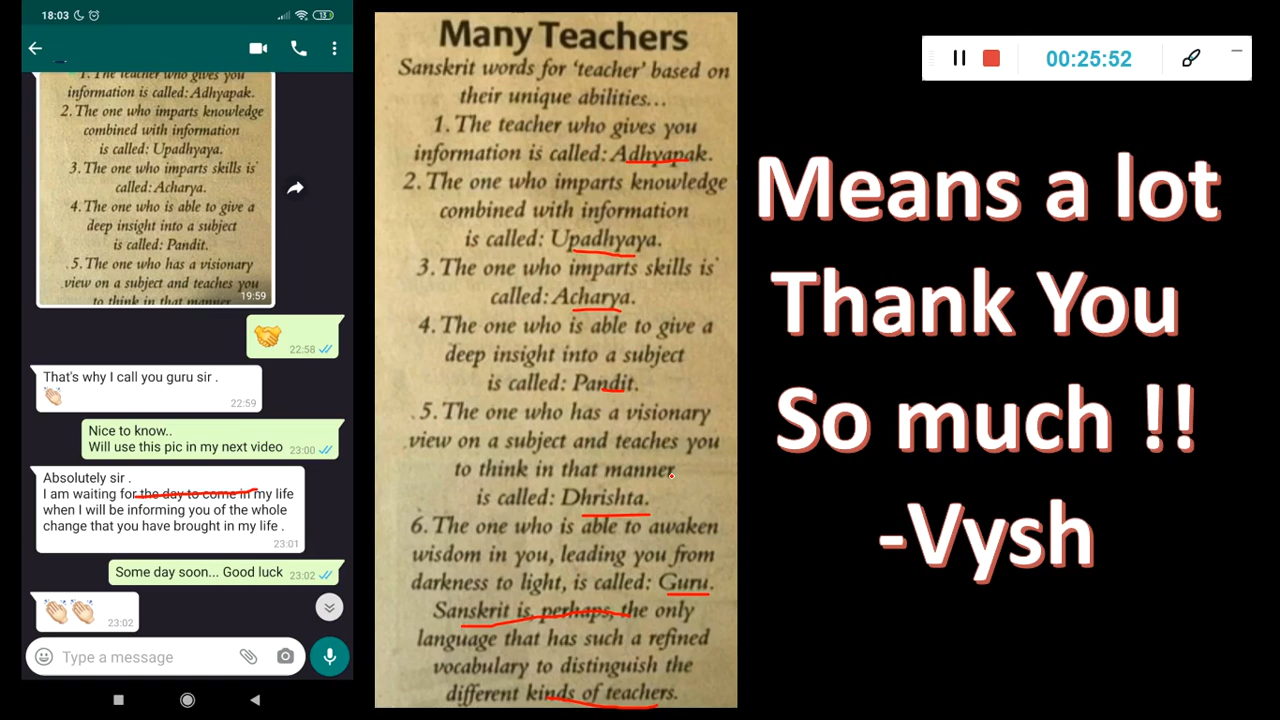 18:03
13
1. The teacher who gives you
information is called: Adhyapak.
2. The one who imparts knowledge
combined with information
is called: Upadhyaya.
3. The one who imparts skills is
called: Acharya.
4. The one who is able to give a
deep insight into a subject
is called: Pandit.
.5. The one who has a visionary
view on a subject and teaches you
to think in that manner
19:59
22:58
That's why I call you guru sir .
22:59
Nice to know..
Will use this pic in my next video
23:00
Absolutely sir .
I am waiting for the day to come in my life
when I will be informing you of the whole
change that you have brought in my life .
23:01
Some day soon... Good luck
23:02
23:02
Type a message
Many Teachers
Sanskrit words for 'teacher' based on
their unique abilities...
1. The teacher who gives you
information is called: Adhyapak.
2. The one who imparts knowledge
combined with information
is called: Upadhyaya.
3. The one who imparts skills is
called: Acharya.
4. The one who is able to give a
deep insight into a subject
is called: Pandit.
.5. The one who has a visionary
view on a subject and teaches you
to think in that manner
is called: Dhrishta.
6. The one who is able to awaken
wisdom in you, leading you from
darkness to light, is called: Guru.
Sanskrit is, perhaps, the only
language that has such a refined
vocabulary to distinguish the
different kinds of teachers.
00:25:52
Means a lot
Thank You
So much !!
-Vysh